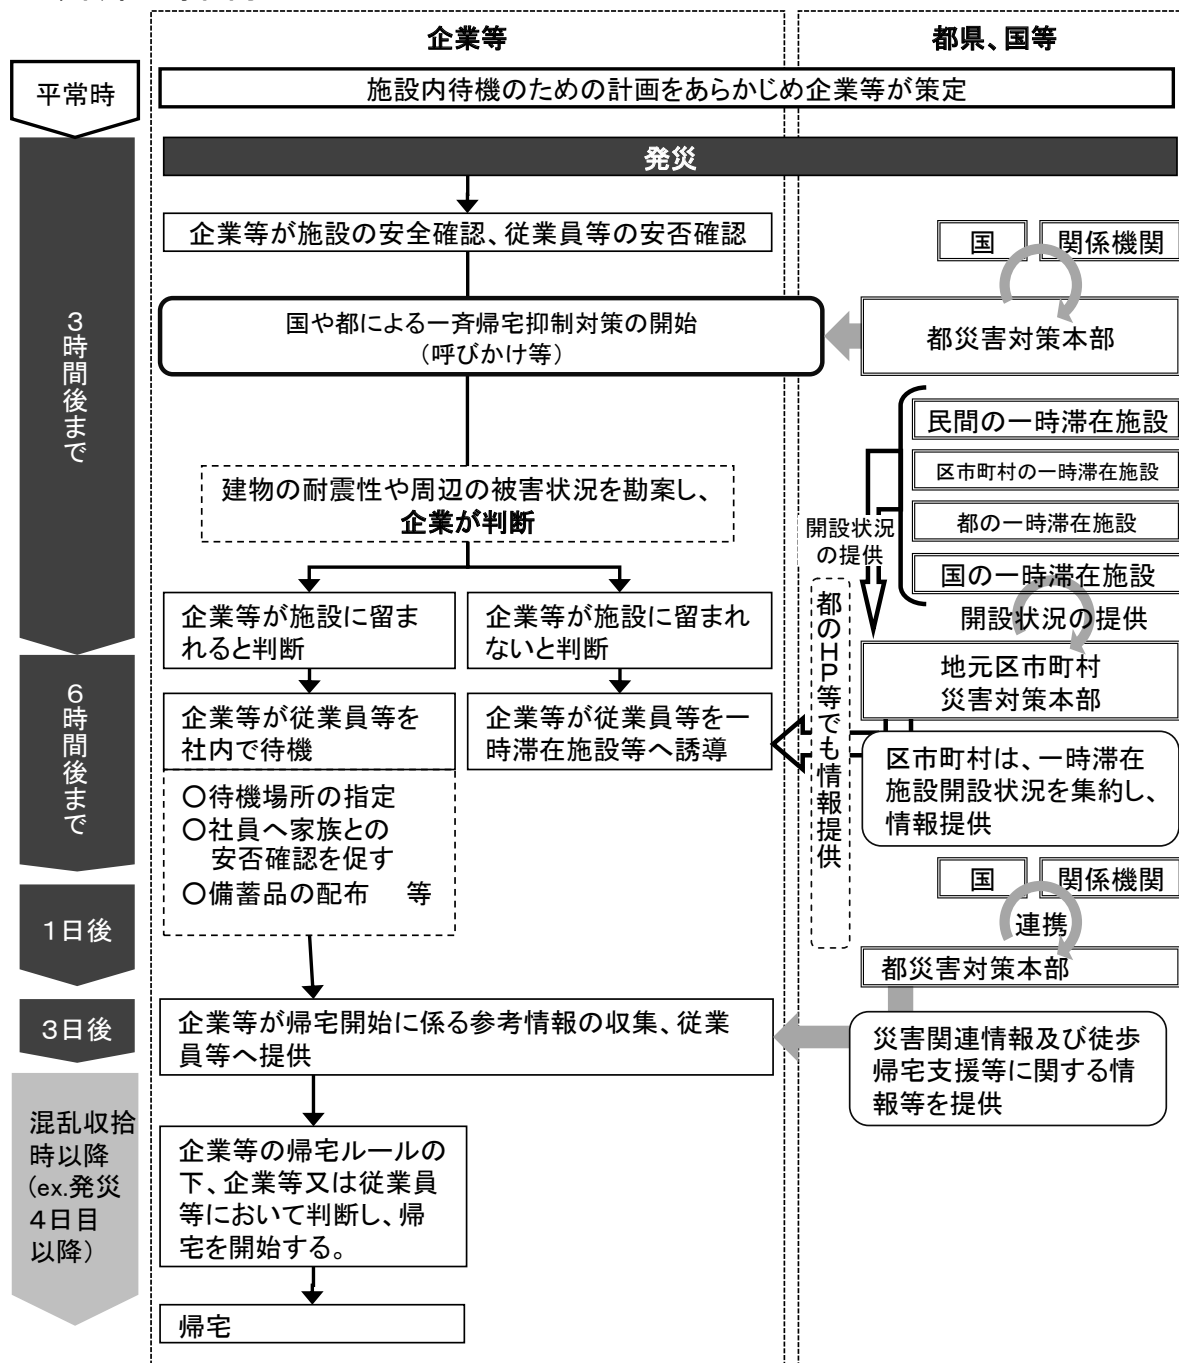 企業等
都県、国等
平常時
施設内待機のための計画をあらかじめ企業等が策定
発災
3時間後まで
企業等が施設の安全確認、従業員等の安否確認
国
関係機関
国や都による一斉帰宅抑制対策の開始
（呼びかけ等）
都災害対策本部
民間の一時滞在施設
区市町村の一時滞在施設
都の一時滞在施設
国の一時滞在施設
建物の耐震性や周辺の被害状況を勘案し、
企業が判断
開設状況
の提供
開設状況の提供
企業等が施設に留ま
れると判断
企業等が施設に留まれ
ないと判断
都のHP等でも情報提供
地元区市町村
災害対策本部
6時間後まで
企業等が従業員等を
社内で待機
企業等が従業員等を一
時滞在施設等へ誘導
区市町村は、一時滞在
施設開設状況を集約し、
情報提供
〇待機場所の指定
〇社員へ家族との
安否確認を促す
〇備蓄品の配布　等
1日後
国
関係機関
連携
都災害対策本部
3日後
企業等が帰宅開始に係る参考情報の収集、従業
員等へ提供
災害関連情報及び徒歩
帰宅支援等に関する情
報等を提供
混乱収拾
時以降
(ex.発災
4日目
以降)
企業等の帰宅ルールの
下、企業等又は従業員
等において判断し、帰
宅を開始する。
帰宅